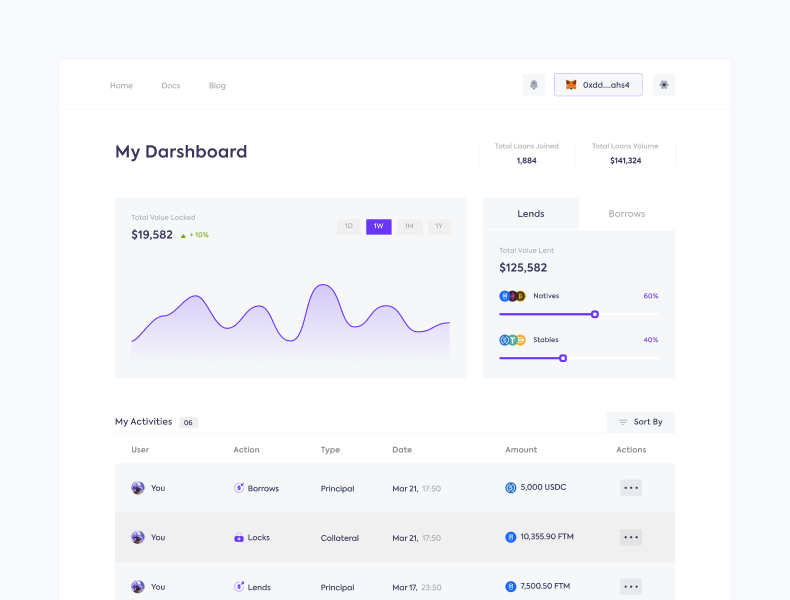 Home Docs Blog 0xdd....ahs4
My Darshboard
Total Loans Joined
1,884
Total Loans Volume
$141,324
Total Value Locked
$19,582 + 10%
1D 1W 1M 1Y
Lends Borrows
Total Value Lent
$125,582
Natives 60%
Stables 40%
My Activities 06 Sort By
User Action Type Date Amount Actions
You Borrows Principal Mar 21, 17:50 5,000 USDC
You Locks Collateral Mar 21, 17:50 10,355.90 FTM
You Lends Principal Mar 17, 23:50 7,500.50 FTM